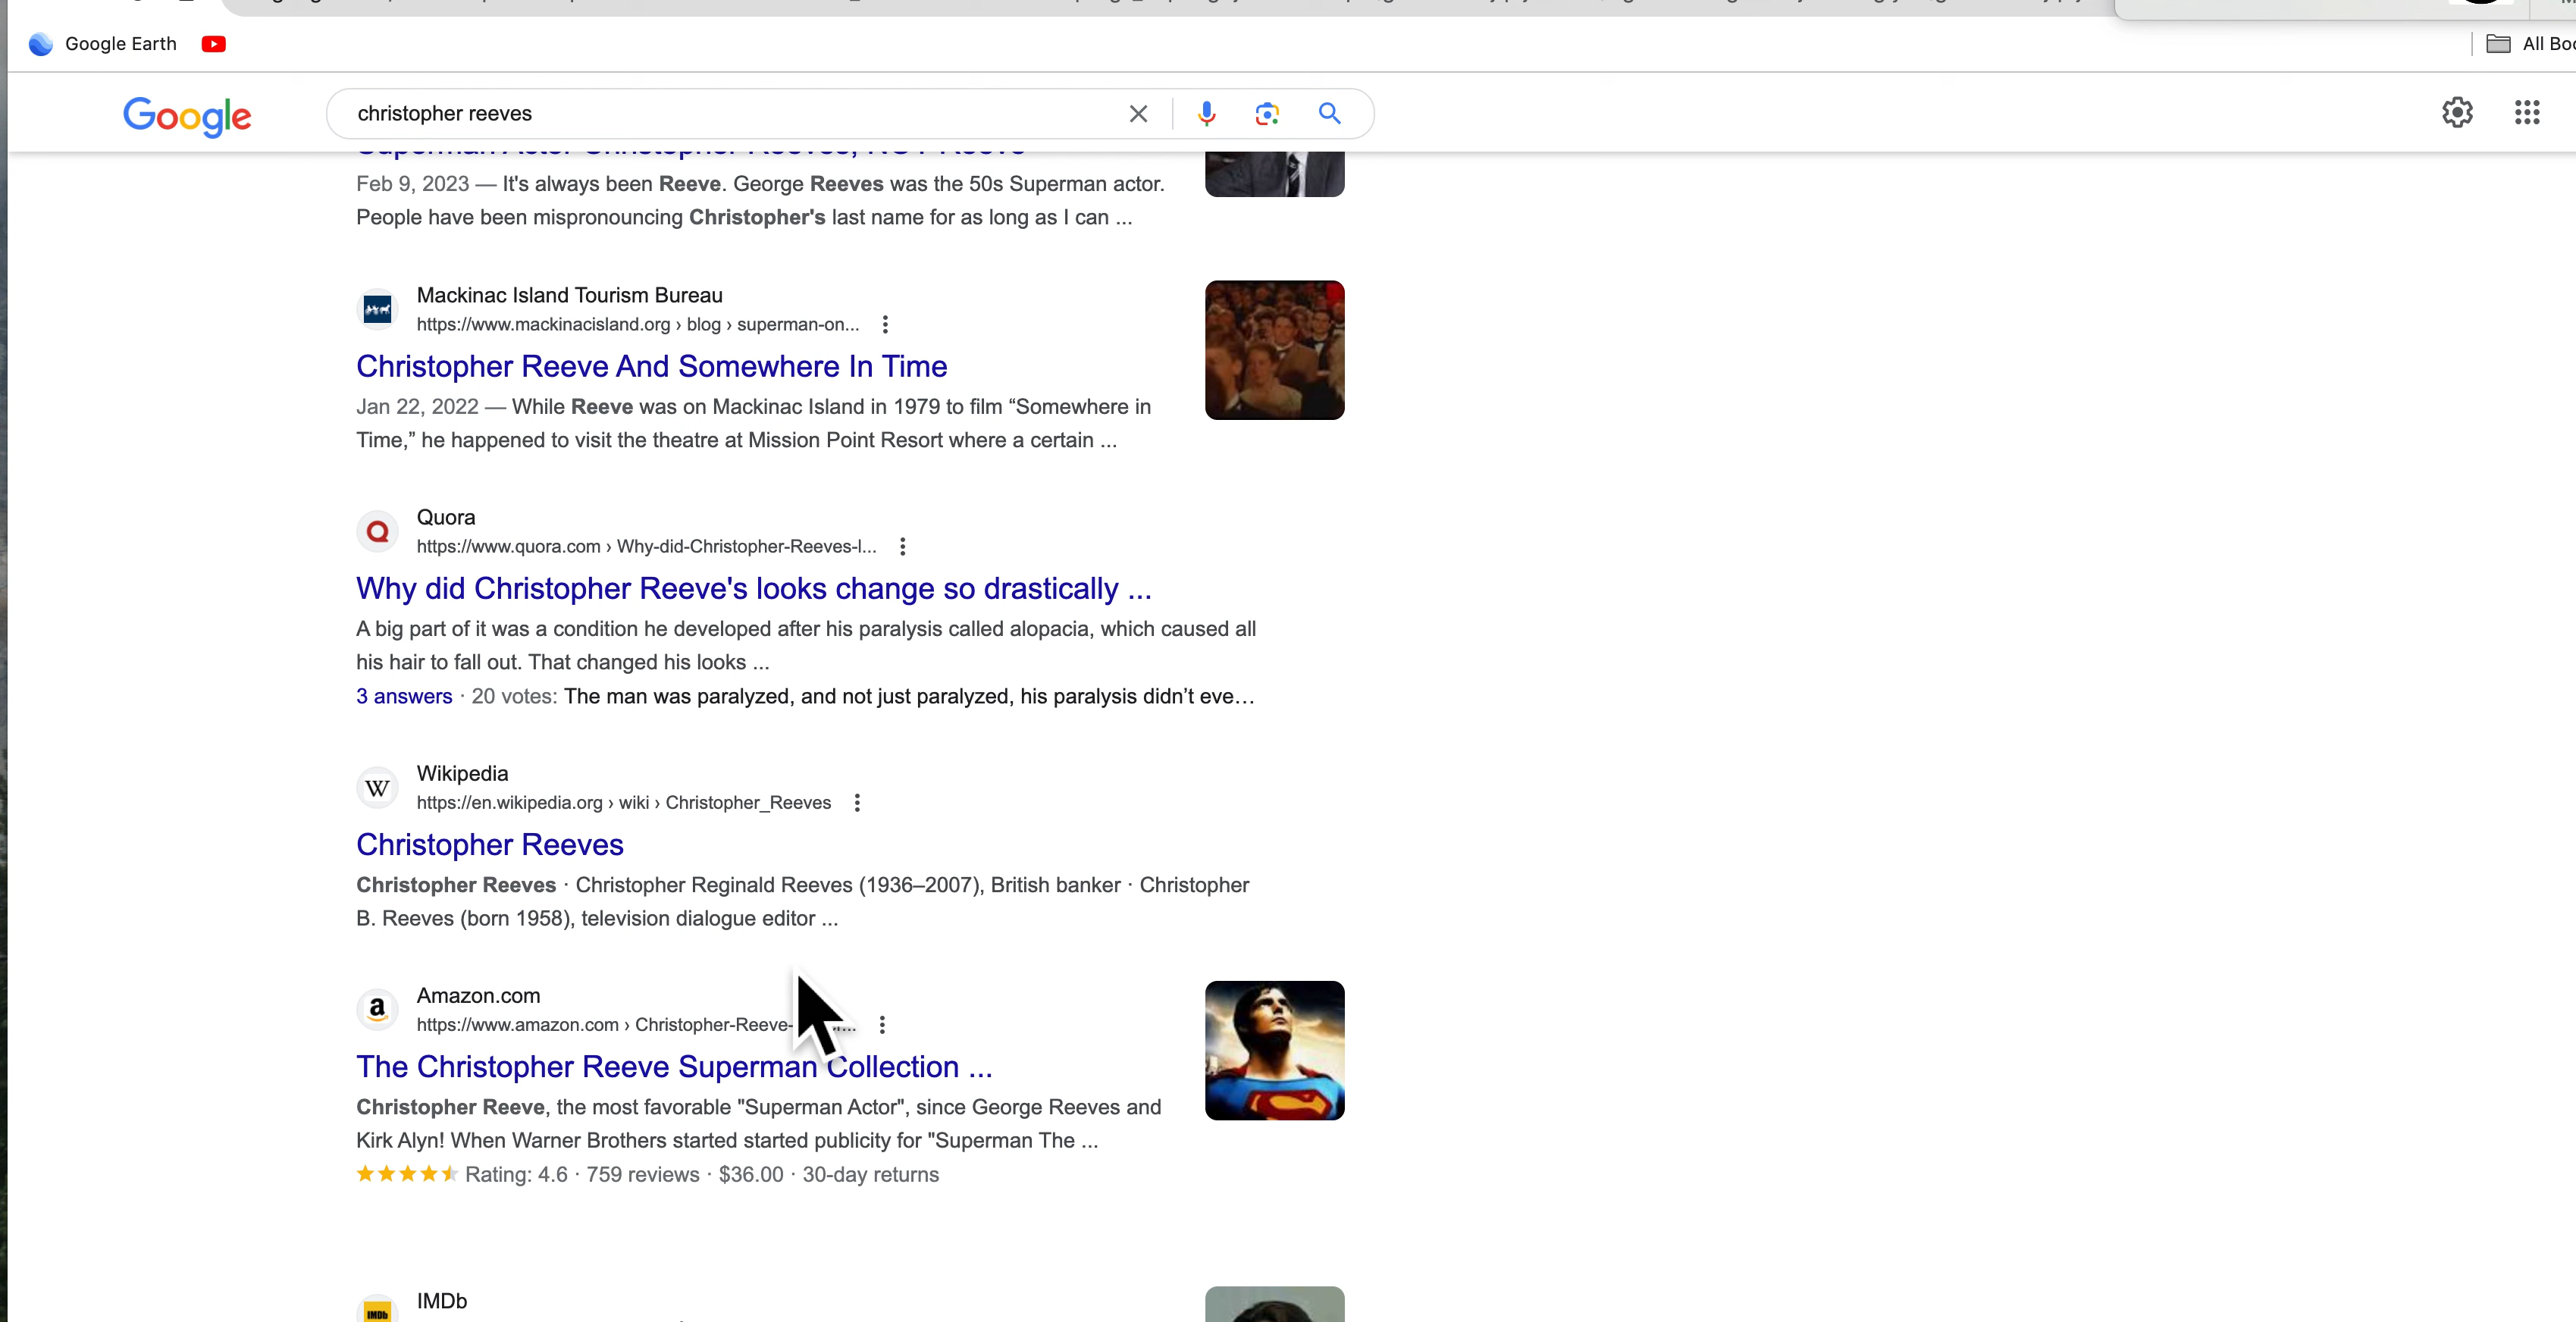 Google Earth
All Boo
Google
christopher reeves
Superman Actor Christopher Reeves, NOT Reeve
Feb 9, 2023 — It's always been Reeve. George Reeves was the 50s Superman actor.
People have been mispronouncing Christopher's last name for as long as I can ...
Mackinac Island Tourism Bureau
https://www.mackinacisland.org › blog › superman-on...
Christopher Reeve And Somewhere In Time
Jan 22, 2022 — While Reeve was on Mackinac Island in 1979 to film “Somewhere in
Time,” he happened to visit the theatre at Mission Point Resort where a certain ...
Quora
https://www.quora.com › Why-did-Christopher-Reeves-l...
Why did Christopher Reeve's looks change so drastically ...
A big part of it was a condition he developed after his paralysis called alopacia, which caused all
his hair to fall out. That changed his looks ...
3 answers · 20 votes: The man was paralyzed, and not just paralyzed, his paralysis didn’t eve...
W
Wikipedia
https://en.wikipedia.org › wiki › Christopher_Reeves
Christopher Reeves
Christopher Reeves · Christopher Reginald Reeves (1936–2007), British banker · Christopher
B. Reeves (born 1958), television dialogue editor ...
a
Amazon.com
https://www.amazon.com › Christopher-Reeve-
The Christopher Reeve Superman Collection ...
Christopher Reeve, the most favorable "Superman Actor", since George Reeves and
Kirk Alyn! When Warner Brothers started started publicity for "Superman The ...
Rating: 4.6 · 759 reviews · $36.00 · 30-day returns
IMDb
IMDb